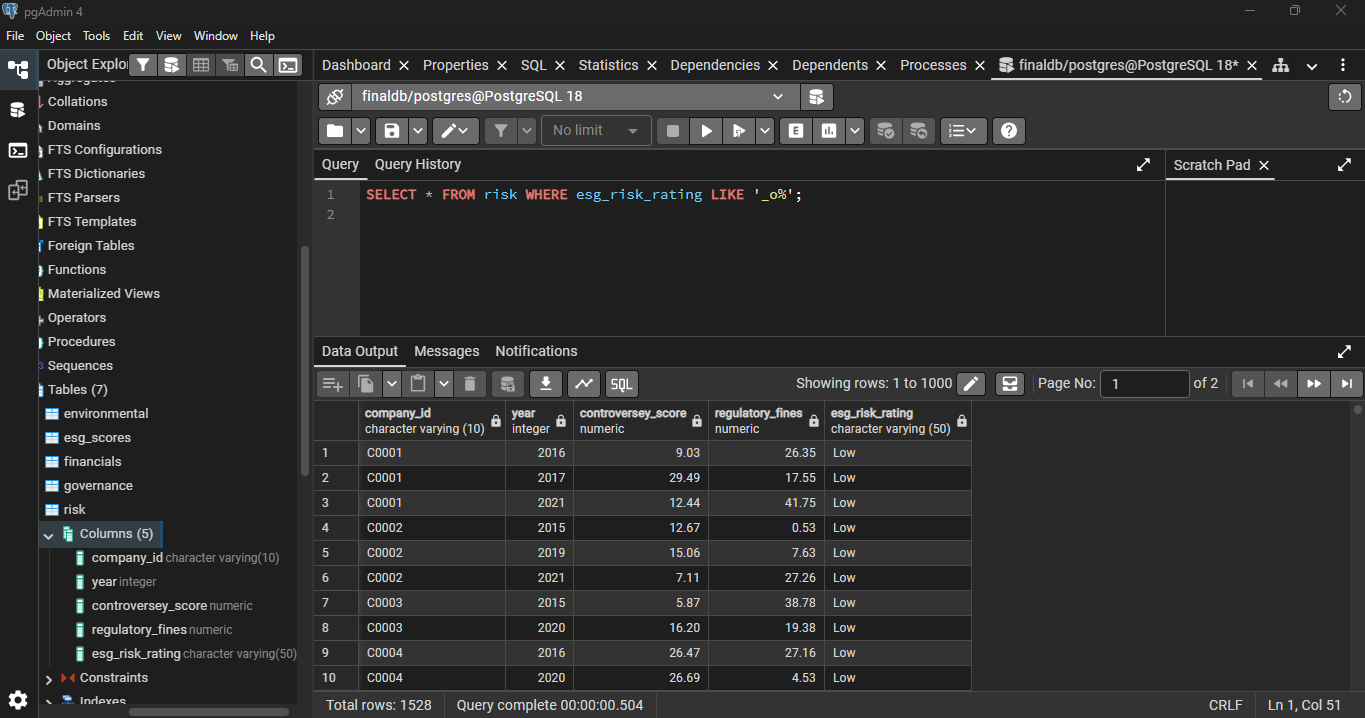 pgAdmin 4
File Object Tools Edit View Window Help
Object Explo
Dashboard Properties SQL Statistics Dependencies Dependents Processes finaldb/postgres@PostgreSQL 18*
finaldb/postgres@PostgreSQL 18
No limit
E
Query Query History
Scratch Pad
1 SELECT * FROM risk WHERE esg_risk_rating LIKE '_o%';
2
Aggregates
Collations
Domains
FTS Configurations
FTS Dictionaries
FTS Parsers
FTS Templates
Foreign Tables
Functions
Materialized Views
Operators
Procedures
Sequences
Tables (7)
environmental
esg_scores
financials
governance
risk
Columns (5)
company_id character varying(10)
year integer
controversey_score numeric
regulatory_fines numeric
esg_risk_rating character varying(50)
Constraints
Indexes
Data Output Messages Notifications
SQL Showing rows: 1 to 1000 Page No: 1 of 2
company_id year controversey_score regulatory_fines esg_risk_rating
character varying (10) integer numeric numeric character varying (50)
1 C0001 2016 9.03 26.35 Low
2 C0001 2017 29.49 17.55 Low
3 C0001 2021 12.44 41.75 Low
4 C0002 2015 12.67 0.53 Low
5 C0002 2019 15.06 7.63 Low
6 C0002 2021 7.11 27.26 Low
7 C0003 2015 5.87 38.78 Low
8 C0003 2020 16.20 19.38 Low
9 C0004 2016 26.47 27.16 Low
10 C0004 2020 26.69 4.53 Low
Total rows: 1528 Query complete 00:00:00.504 CRLF Ln 1, Col 51